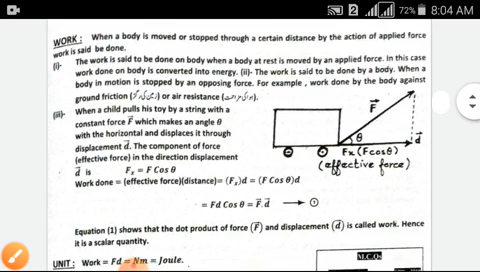 2 72% 8:04 AM
WORK: When a body is moved or stopped through a certain distance by the action of applied force
work is said be done.
(i)- The work is said to be done on body when a body at rest is moved by an applied force. In this case
work done on body is converted into energy. (ii)- The work is said to be done by a body. When a
body in motion is stopped by an opposing force. For example , work done by the body against
ground friction or air resistance
(iii)- When a child pulls his toy by a string with a
constant force F⃗ which makes an angle θ
with the horizontal and displaces it through
displacement d⃗. The component of force
(effective force) in the direction displacement
d⃗ is Fₓ = F Cos θ
F⃗
θ
d⃗
Fx (Fcosθ)
(effective force)
Work done = (effective force)(distance)= (Fₓ)d = (F Cos θ)d
= Fd Cos θ = F⃗. d⃗ → ①
Equation (1) shows that the dot product of force (F⃗) and displacement (d⃗) is called work. Hence
it is a scalar quantity.
UNIT: Work = Fd = Nm = Joule.
M.C.Qs